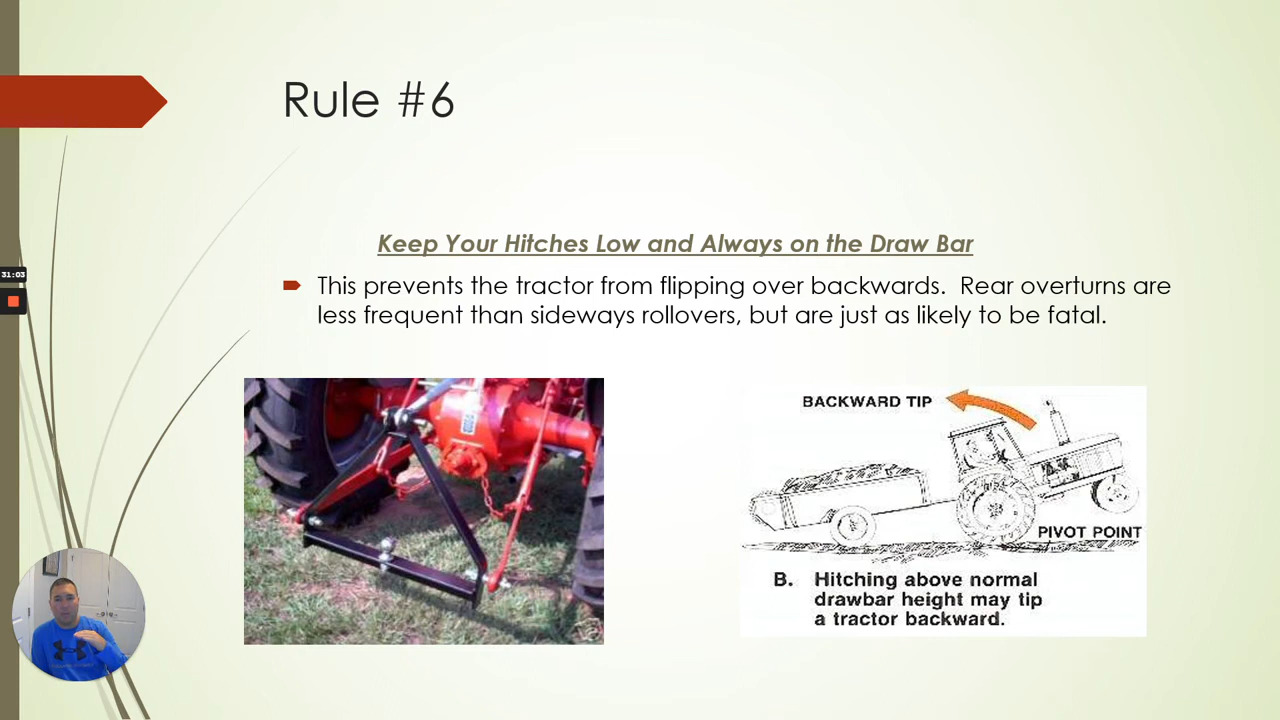 Rule #6
Keep Your Hitches Low and Always on the Draw Bar
This prevents the tractor from flipping over backwards.  Rear overturns are
less frequent than sideways rollovers, but are just as likely to be fatal.
31:03
BACKWARD TIP
PIVOT POINT
B. Hitching above normal
drawbar height may tip
a tractor backward.